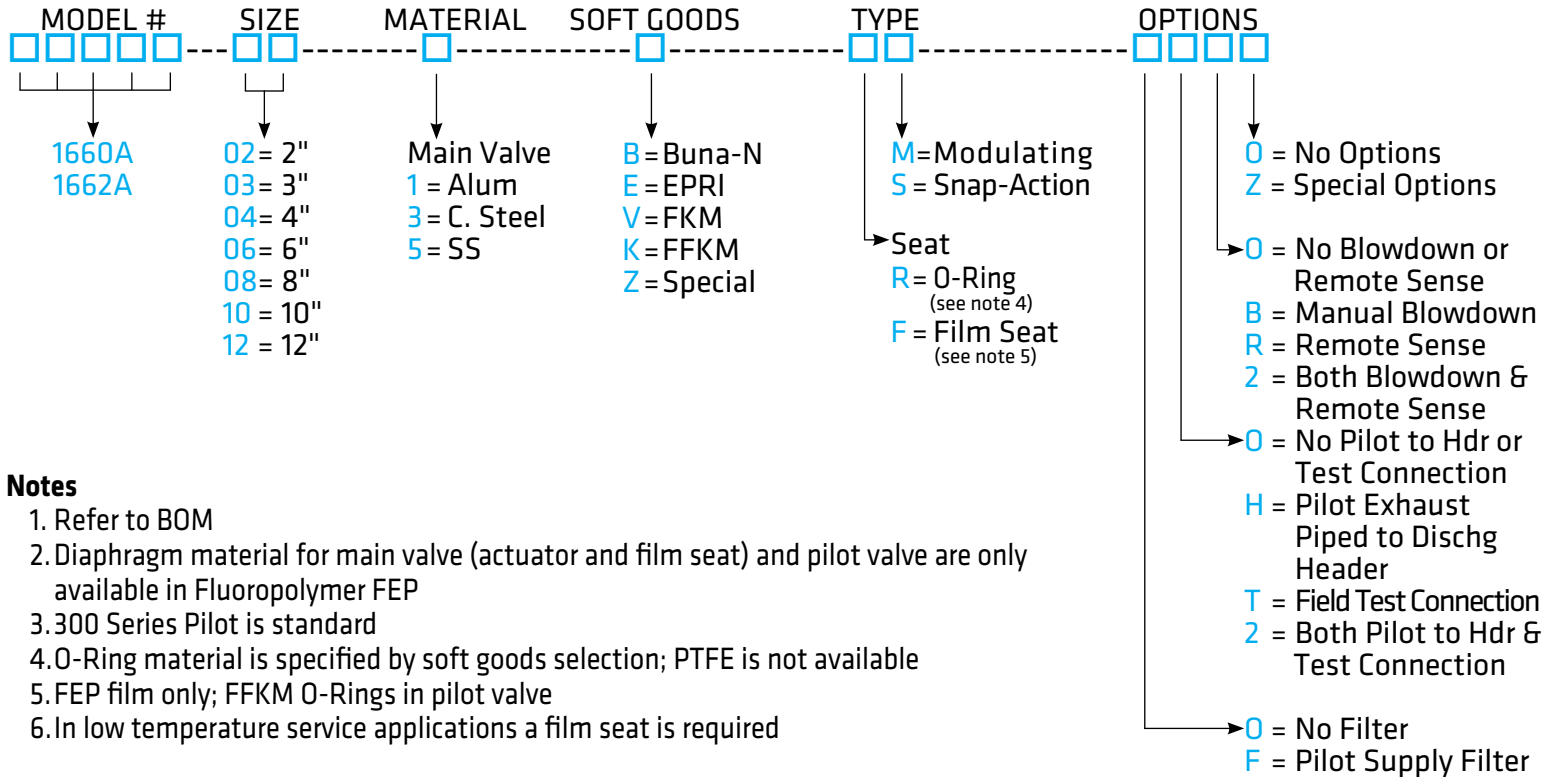 MODEL # SIZE MATERIAL SOFT GOODS TYPE OPTIONS
1660A
1662A
02= 2"
03= 3"
04= 4"
06= 6"
08= 8"
10 = 10"
12 = 12"
Main Valve
1 = Alum
3 = C. Steel
5 = SS
B = Buna-N
E = EPRl
V = FKM
K = FFKM
Z = Special
M=Modulating
S = Snap-Action
Seat
R= O-Ring
(see note 4)
F = Film Seat
(see note 5)
0 = No Options
Z = Special Options
0 = No Blowdown or
Remote Sense
B = Manual Blowdown
R = Remote Sense
2 = Both Blowdown &
Remote Sense
0 = No Pilot to Hdr or
Test Connection
H = Pilot Exhaust
Piped to Dischg
Header
T = Field Test Connection
2 = Both Pilot to Hdr &
Test Connection
0 = No Filter
F = Pilot Supply Filter
Notes
1. Refer to BOM
2. Diaphragm material for main valve (actuator and film seat) and pilot valve are only
available in Fluoropolymer FEP
3. 300 Series Pilot is standard
4. O-Ring material is specified by soft goods selection; PTFE is not available
5. FEP film only; FFKM O-Rings in pilot valve
6. In low temperature service applications a film seat is required